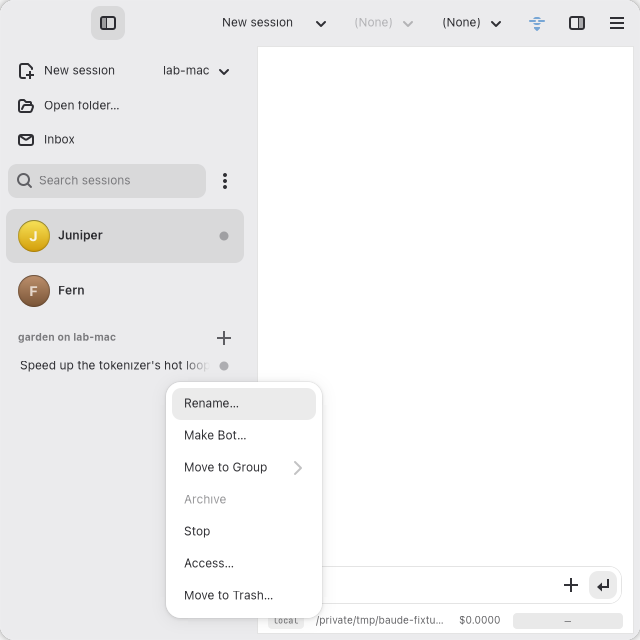 New session
(None)
(None)
New session
lab-mac
Open folder...
Inbox
Search sessions
J
Juniper
F
Fern
garden on lab-mac
Speed up the tokenizer's hot loop
Rename...
Make Bot...
Move to Group
Archive
Stop
Access...
Move to Trash...
local
/private/tmp/baude-fixtu...
$0.0000
–